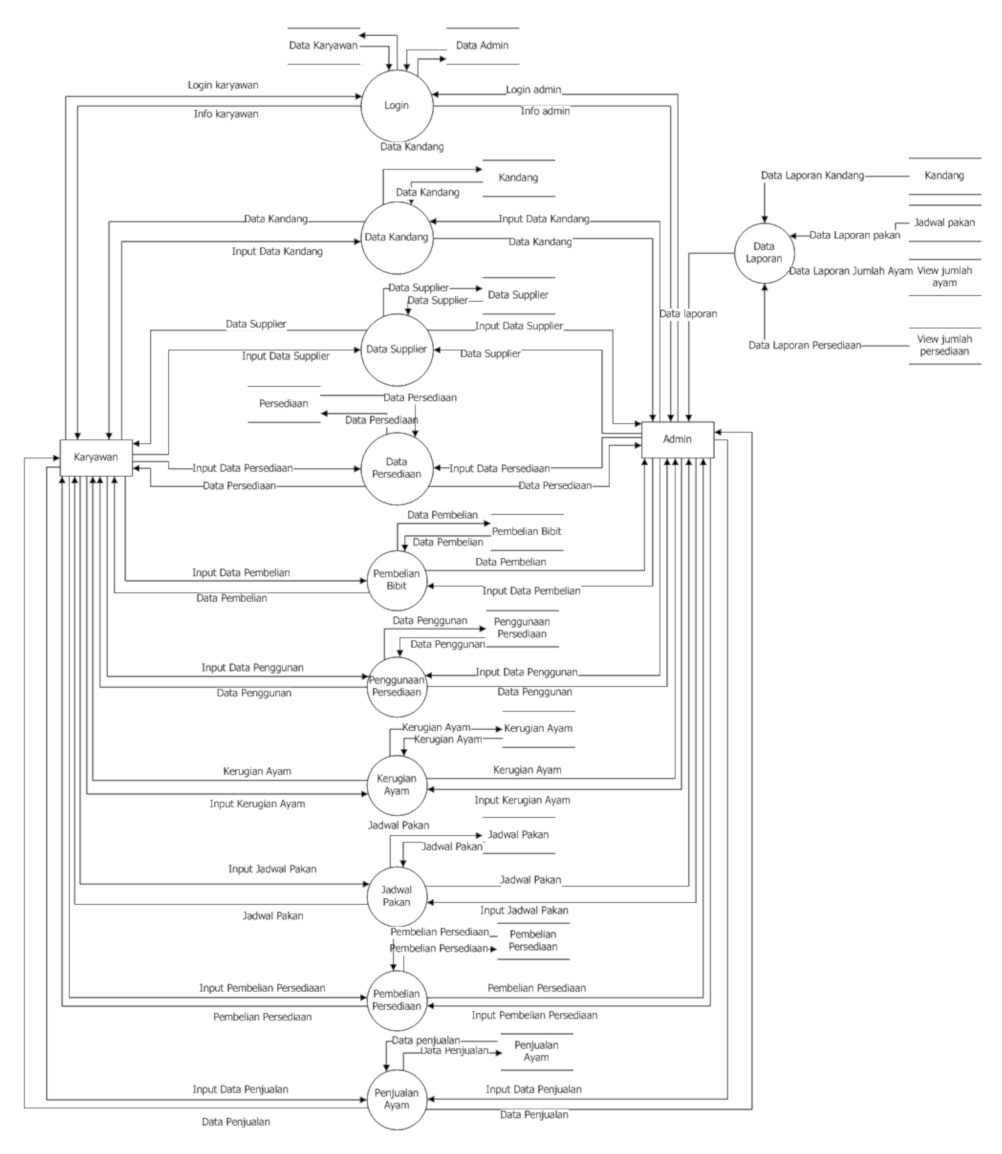 Data Karyawan
Data Admin
Login karyawan
Login admin
Login
Info karyawan
Info admin
Data Kandang
Kandang
Data Kandang
Data Laporan Kandang
Kandang
Data Kandang
Input Data Kandang
Data Kandang
Input Data Kandang
Data Kandang
Data Laporan pakan
Jadwal pakan
Data
Laporan
Data Laporan Jumlah Ayam
View jumlah
ayam
Data laporan
Data Laporan Persediaan
View jumlah
persediaan
Data Supplier
Data Supplier
Data Supplier
Data Supplier
Input Data Supplier
Data Supplier
Input Data Supplier
Data Supplier
Data Persediaan
Persediaan
Data Persediaan
Karyawan
Admin
Data
Persediaan
Input Data Persediaan
Input Data Persediaan
Data Persediaan
Data Persediaan
Data Pembelian
Pembelian Bibit
Data Pembelian
Data Pembelian
Input Data Pembelian
Pembelian
Bibit
Input Data Pembelian
Data Pembelian
Data Penggunan
Penggunaan
Persediaan
Data Penggunan
Input Data Penggunan
Input Data Penggunan
Penggunaan
Persediaan
Data Penggunan
Data Penggunan
Kerugian Ayam
Kerugian Ayam
Kerugian Ayam
Kerugian Ayam
Kerugian Ayam
Kerugian
Ayam
Input Kerugian Ayam
Input Kerugian Ayam
Jadwal Pakan
Jadwal Pakan
Jadwal Pakan
Input Jadwal Pakan
Jadwal Pakan
Jadwal
Pakan
Jadwal Pakan
Input Jadwal Pakan
Pembelian Persediaan
Pembelian
Persediaan
Pembelian Persediaan
Input Pembelian Persediaan
Pembelian Persediaan
Pembelian
Persediaan
Pembelian Persediaan
Input Pembelian Persediaan
Data penjualan
Data Penjualan
Penjualan
Ayam
Input Data Penjualan
Input Data Penjualan
Penjualan
Ayam
Data Penjualan
Data Penjualan